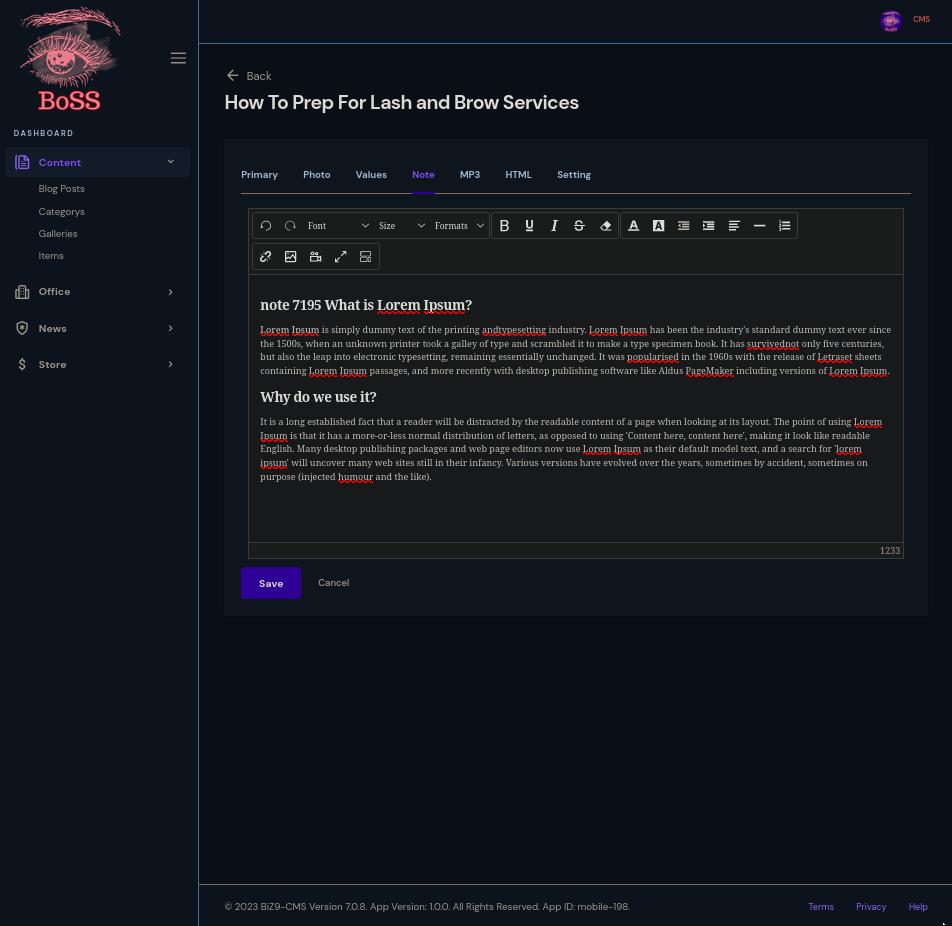 BoSS
CMS
Back
How To Prep For Lash and Brow Services
DASHBOARD
Content
Blog Posts
Categorys
Galleries
Items
Office
News
Store
Primary Photo Values Note MP3 HTML Setting
Font Size Formats
note 7195 What is Lorem Ipsum?
Lorem Ipsum is simply dummy text of the printing andtypesetting industry. Lorem Ipsum has been the industry's standard dummy text ever since
the 1500s, when an unknown printer took a galley of type and scrambled it to make a type specimen book. It has survivednot only five centuries,
but also the leap into electronic typesetting, remaining essentially unchanged. It was popularised in the 1960s with the release of Letraset sheets
containing Lorem Ipsum passages, and more recently with desktop publishing software like Aldus PageMaker including versions of Lorem Ipsum.
Why do we use it?
It is a long established fact that a reader will be distracted by the readable content of a page when looking at its layout. The point of using Lorem
Ipsum is that it has a more-or-less normal distribution of letters, as opposed to using 'Content here, content here', making it look like readable
English. Many desktop publishing packages and web page editors now use Lorem Ipsum as their default model text, and a search for 'lorem
ipsum' will uncover many web sites still in their infancy. Various versions have evolved over the years, sometimes by accident, sometimes on
purpose (injected humour and the like).
1233
Save Cancel
© 2023 BiZ9-CMS Version 7.0.8. App Version: 1.0.0. All Rights Reserved. App ID: mobile-198.
Terms Privacy Help